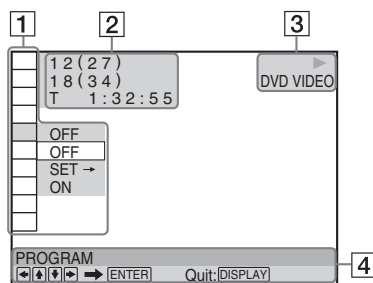 1
2
3
12(27)
18(34)
T 1:32:55
DVD VIDEO
OFF
OFF
SET →
ON
PROGRAM
ENTER Quit: DISPLAY
4